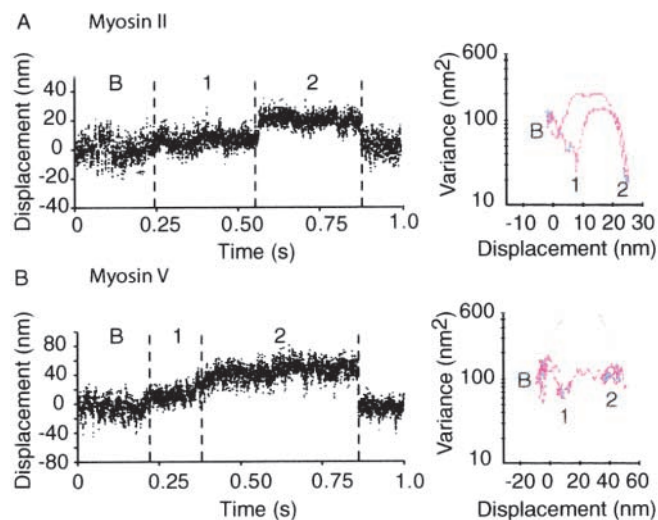 A Myosin II
Displacement (nm)
40
20
0
-20
-40
B 1 2
0 0.25 0.50 0.75 1.0
Time (s)
Variance (nm2)
600
100
10
B
1 2
-10 0 10 20 30
Displacement (nm)
B Myosin V
Displacement (nm)
80
40
0
-40
-80
B 1 2
0 0.25 0.50 0.75 1.0
Time (s)
Variance (nm2)
600
100
10
B
1 2
-20 0 20 40 60
Displacement (nm)